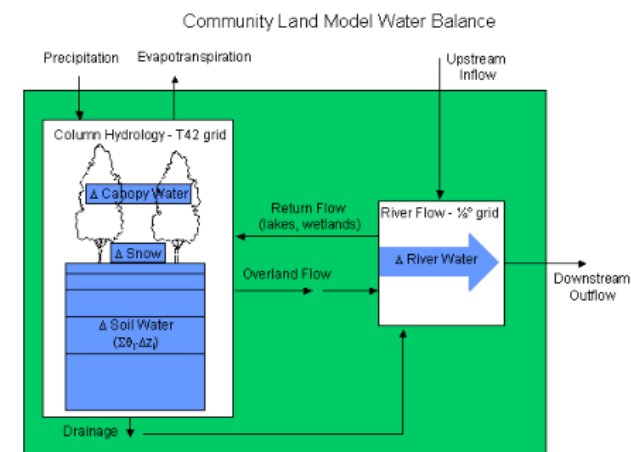 Community Land Model Water Balance
Precipitation
Evapotranspiration
Upstream
Inflow
Column Hydrology - T42 grid
Δ Canopy Water
Δ Snow
Δ Soil Water
(Σθᵢ·Δzᵢ)
Return Flow
(lakes, wetlands)
Overland Flow
River Flow - ½° grid
Δ River Water
Downstream
Outflow
Drainage